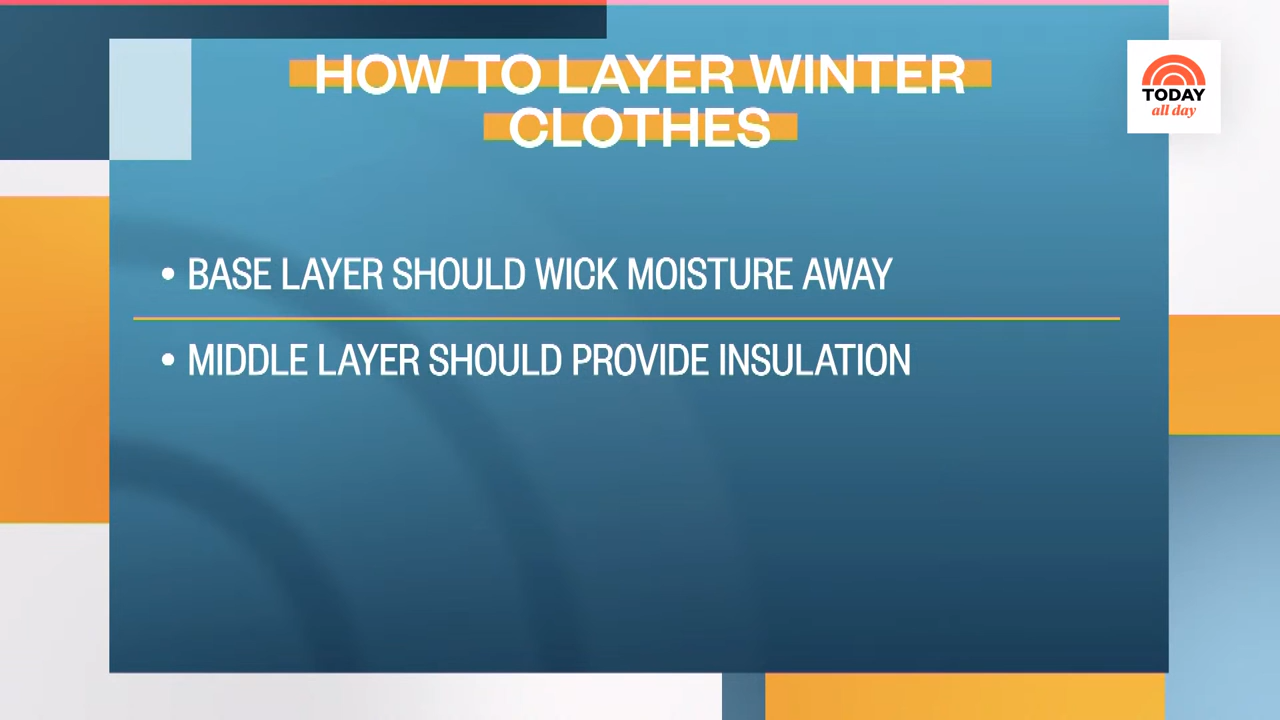 HOW TO LAYER WINTER
CLOTHES
TODAY
all day
• BASE LAYER SHOULD WICK MOISTURE AWAY
• MIDDLE LAYER SHOULD PROVIDE INSULATION